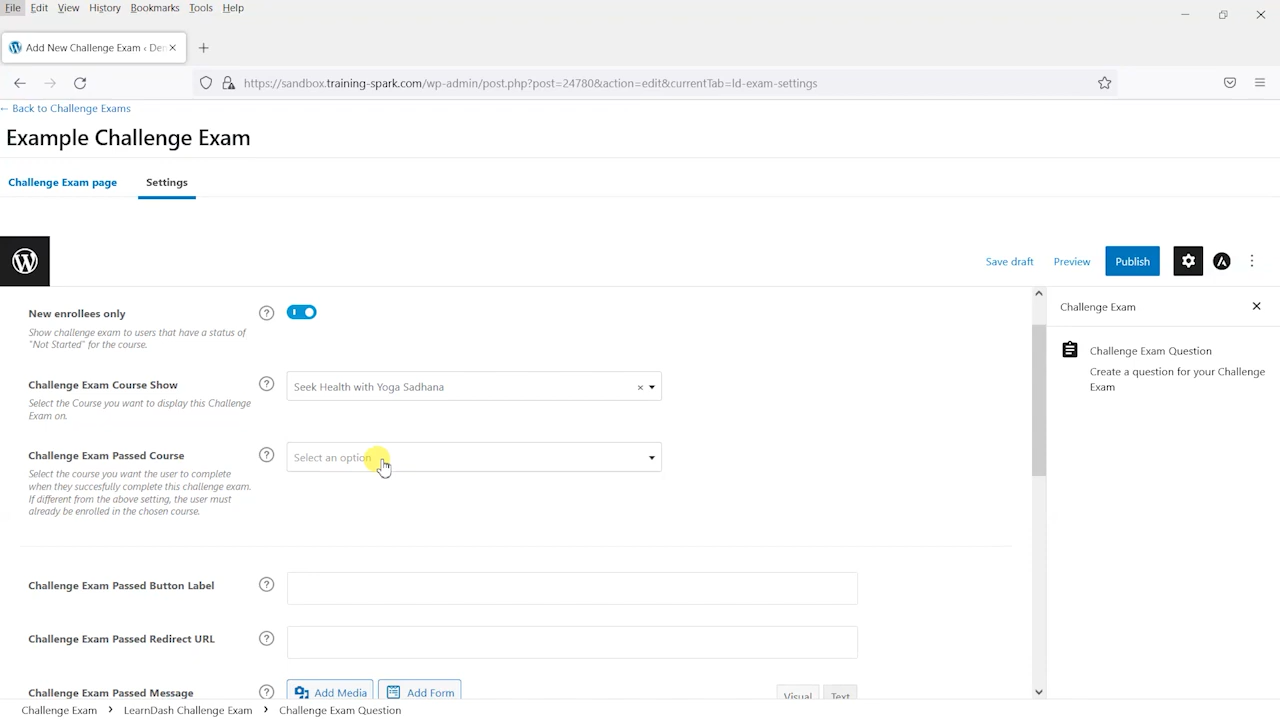 File Edit View History Bookmarks Tools Help
Add New Challenge Exam ‹ Der
https://sandbox.training-spark.com/wp-admin/post.php?post=24780&action=edit&currentTab=ld-exam-settings
← Back to Challenge Exams
Example Challenge Exam
Challenge Exam page Settings
Save draft Preview Publish
New enrollees only
Show challenge exam to users that have a status of
"Not Started" for the course.
Challenge Exam
Challenge Exam Question
Create a question for your Challenge
Exam
Challenge Exam Course Show
Seek Health with Yoga Sadhana
Select the Course you want to display this Challenge
Exam on.
Challenge Exam Passed Course
Select an option
Select the course you want the user to complete
when they succesfully complete this challenge exam.
If different from the above setting, the user must
already be enrolled in the chosen course.
Challenge Exam Passed Button Label
Challenge Exam Passed Redirect URL
Challenge Exam Passed Message
Add Media Add Form Visual Text
Challenge Exam › LearnDash Challenge Exam › Challenge Exam Question